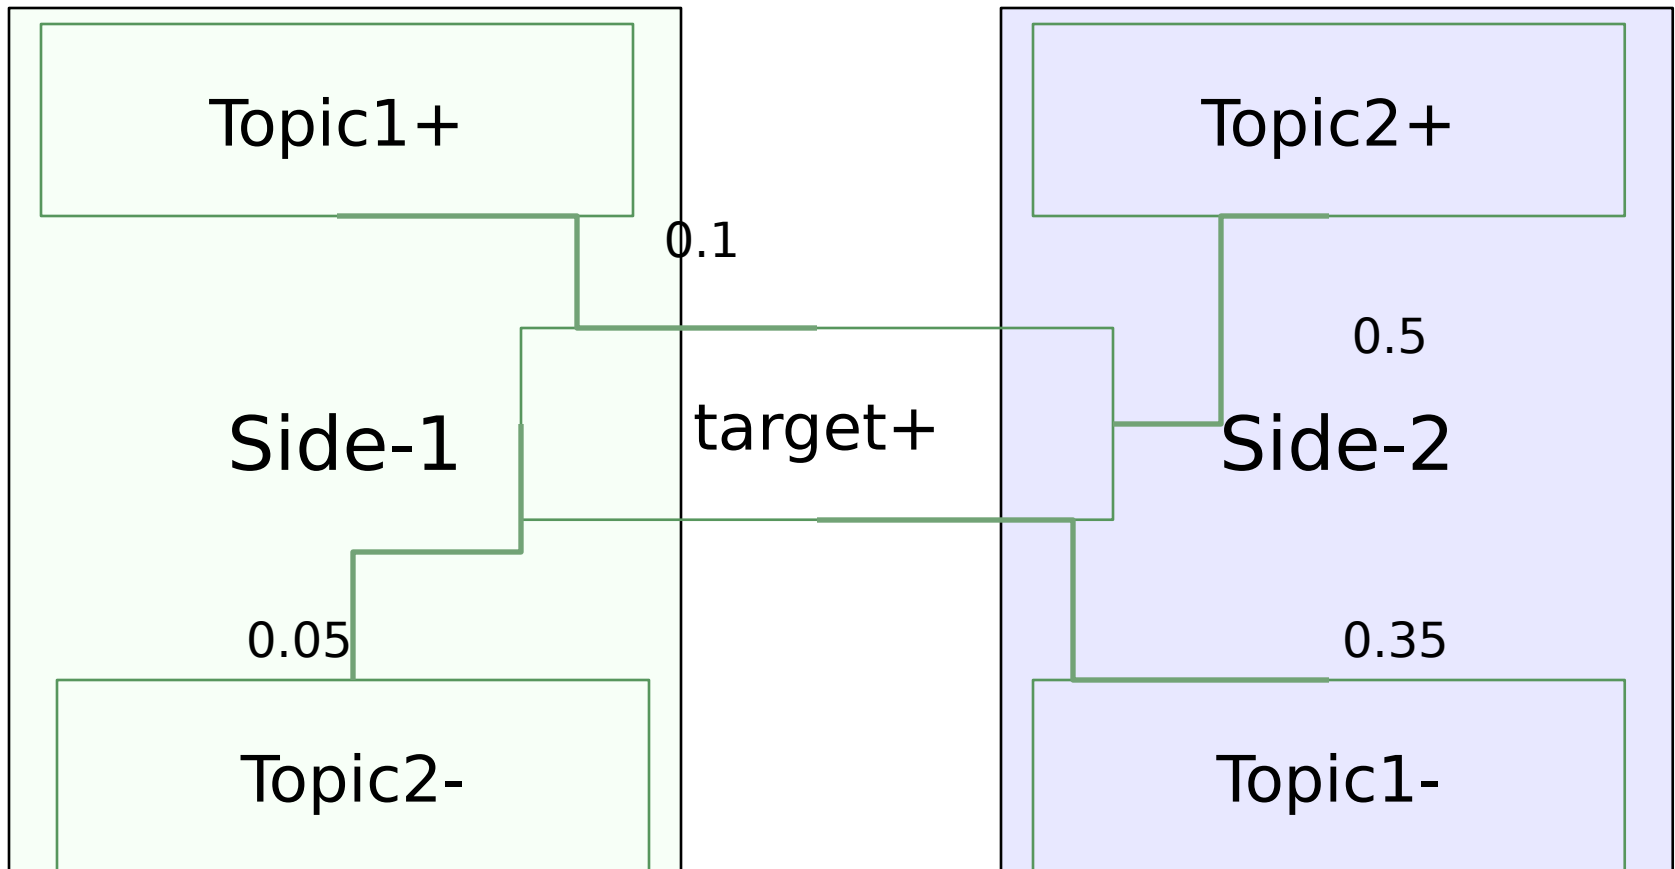 Topic1+
Topic2+
0.1
0.5
Side-1
target+
Side-2
0.05
0.35
Topic2-
Topic1-